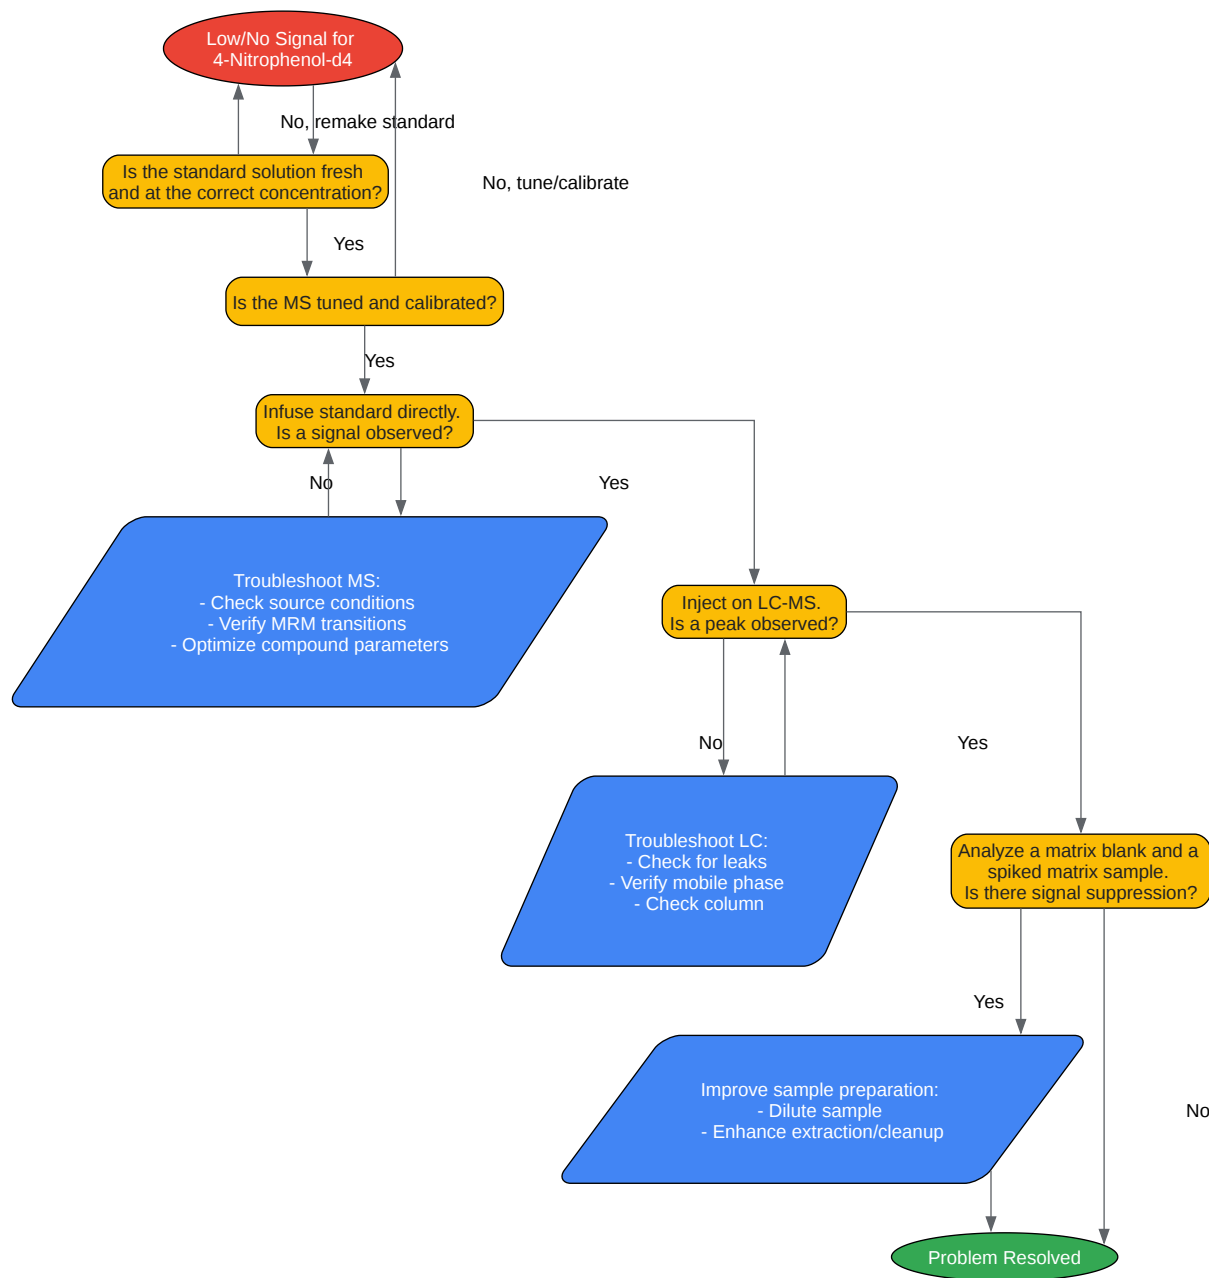 Low/No Signal for
4-Nitrophenol-d4
No, remake standard
Is the standard solution fresh
and at the correct concentration?
No, tune/calibrate
Yes
Is the MS tuned and calibrated?
Yes
Infuse standard directly.
Is a signal observed?
No
Yes
Troubleshoot MS:
- Check source conditions
- Verify MRM transitions
- Optimize compound parameters
Inject on LC-MS.
Is a peak observed?
No
Yes
Troubleshoot LC:
- Check for leaks
- Verify mobile phase
- Check column
Analyze a matrix blank and a
spiked matrix sample.
Is there signal suppression?
Yes
Improve sample preparation:
- Dilute sample
- Enhance extraction/cleanup
No
Problem Resolved